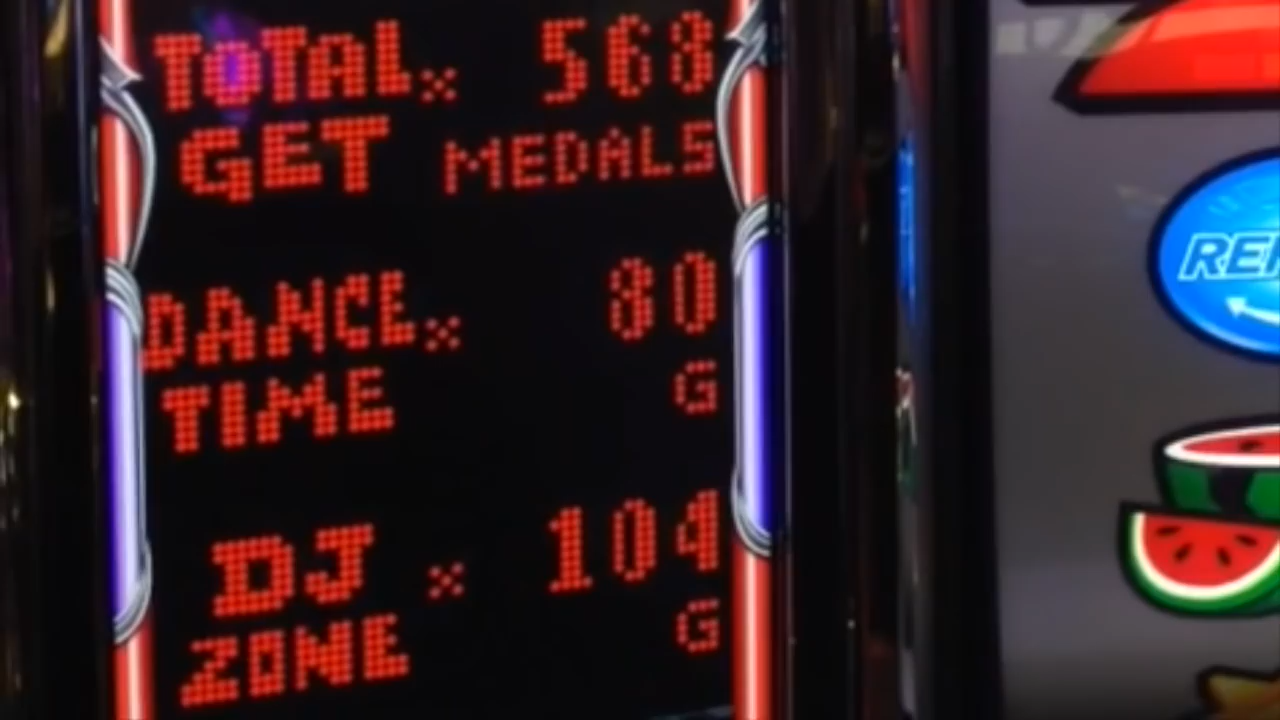 TOTAL× 568
GET MEDALS
DANCE× 80
TIME G
DJ × 104
ZONE G